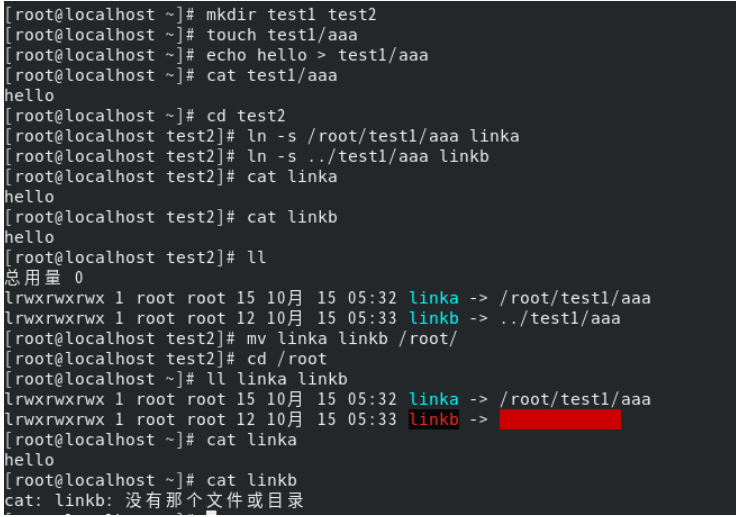 [root@localhost ~]# mkdir test1 test2
[root@localhost ~]# touch test1/aaa
[root@localhost ~]# echo hello > test1/aaa
[root@localhost ~]# cat test1/aaa
hello
[root@localhost ~]# cd test2
[root@localhost test2]# ln -s /root/test1/aaa linka
[root@localhost test2]# ln -s ../test1/aaa linkb
[root@localhost test2]# cat linka
hello
[root@localhost test2]# cat linkb
hello
[root@localhost test2]# ll
总用量 0
lrwxrwxrwx 1 root root 15 10月 15 05:32 linka -> /root/test1/aaa
lrwxrwxrwx 1 root root 12 10月 15 05:33 linkb -> ../test1/aaa
[root@localhost test2]# mv linka linkb /root/
[root@localhost test2]# cd /root
[root@localhost ~]# ll linka linkb
lrwxrwxrwx 1 root root 15 10月 15 05:32 linka -> /root/test1/aaa
lrwxrwxrwx 1 root root 12 10月 15 05:33 linkb ->
[root@localhost ~]# cat linka
hello
[root@localhost ~]# cat linkb
cat: linkb: 没有那个文件或目录